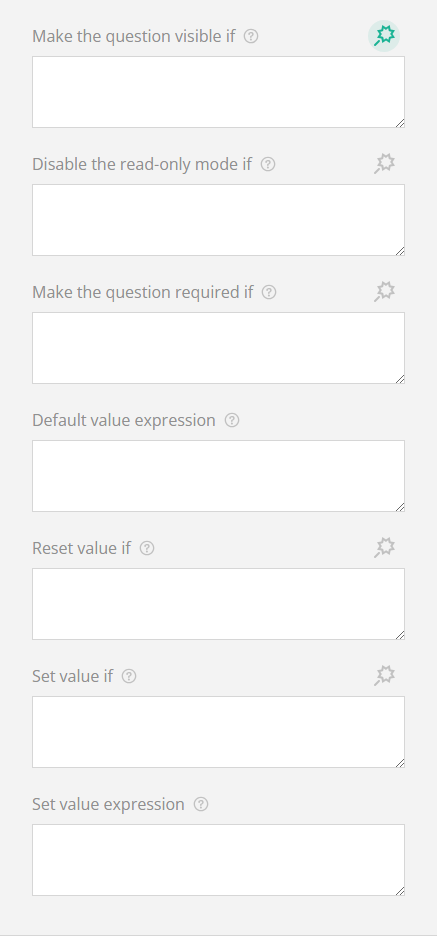 Make the question visible if
Disable the read-only mode if
Make the question required if
Default value expression
Reset value if
Set value if
Set value expression